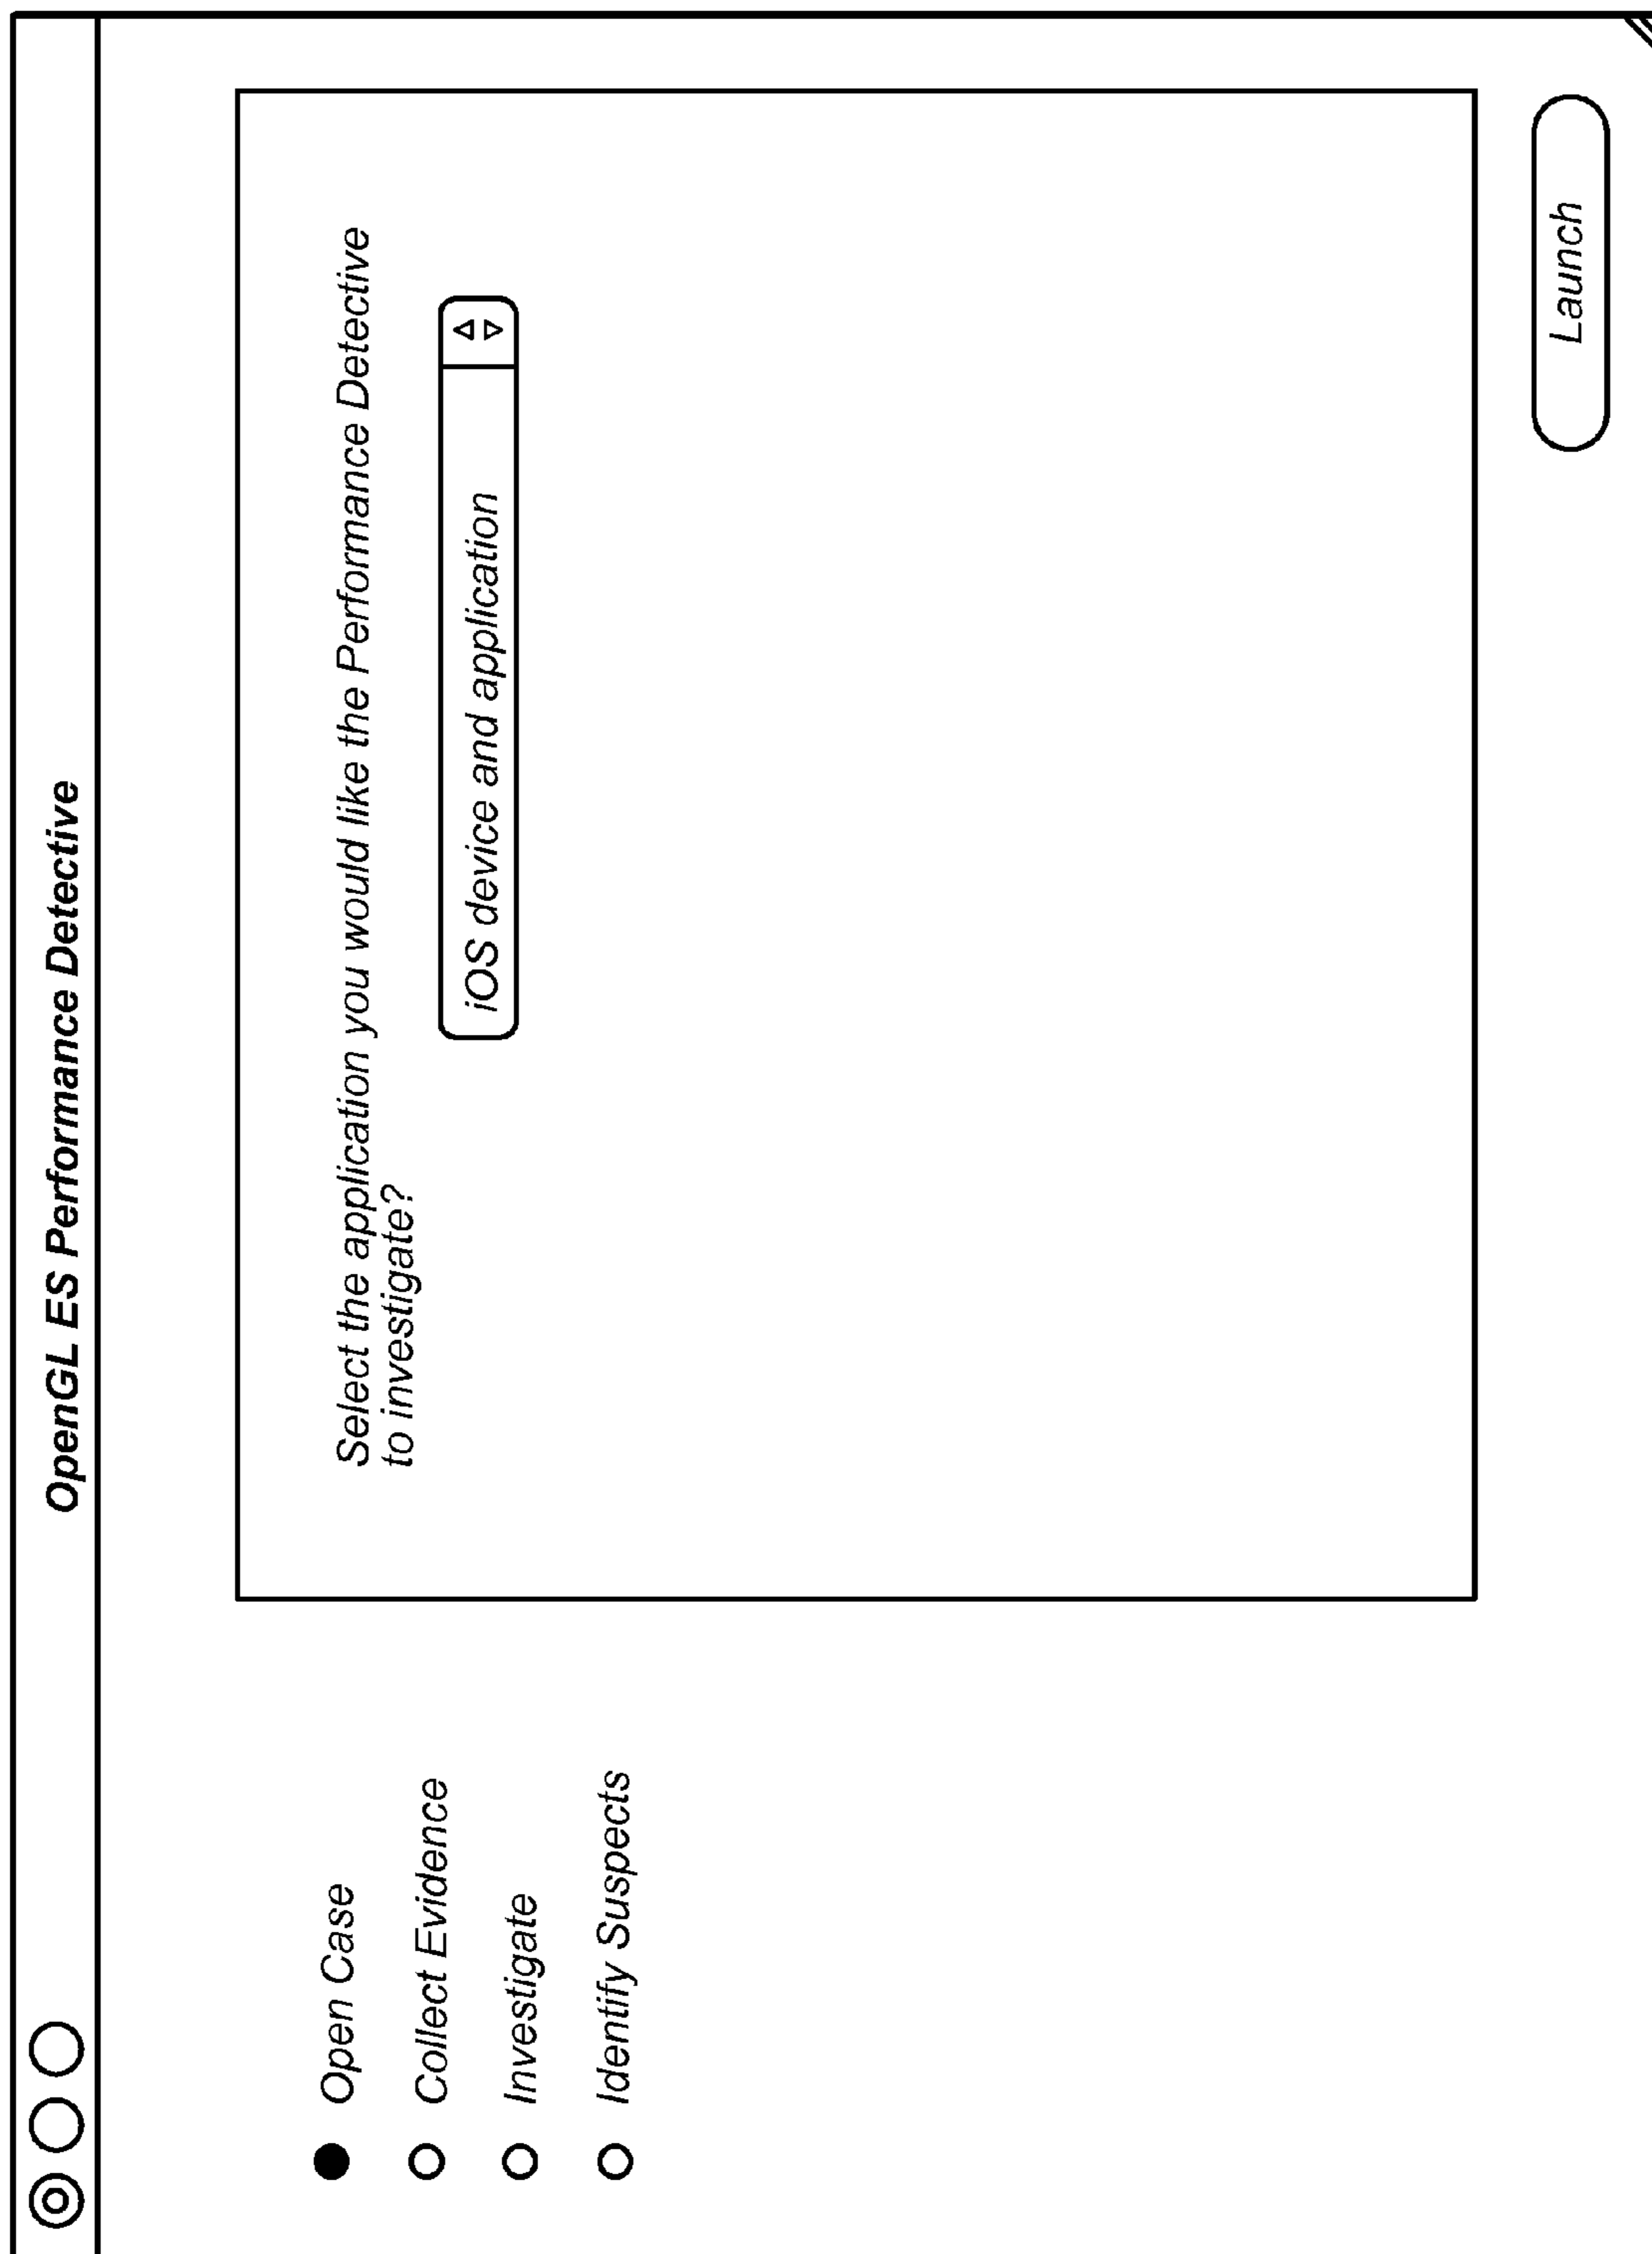 OpenGL ES Performance Detective
Open Case
Collect Evidence
Investigate
Identify Suspects
Select the application you would like the Performance Detective
to investigate?
iOS device and application
Launch